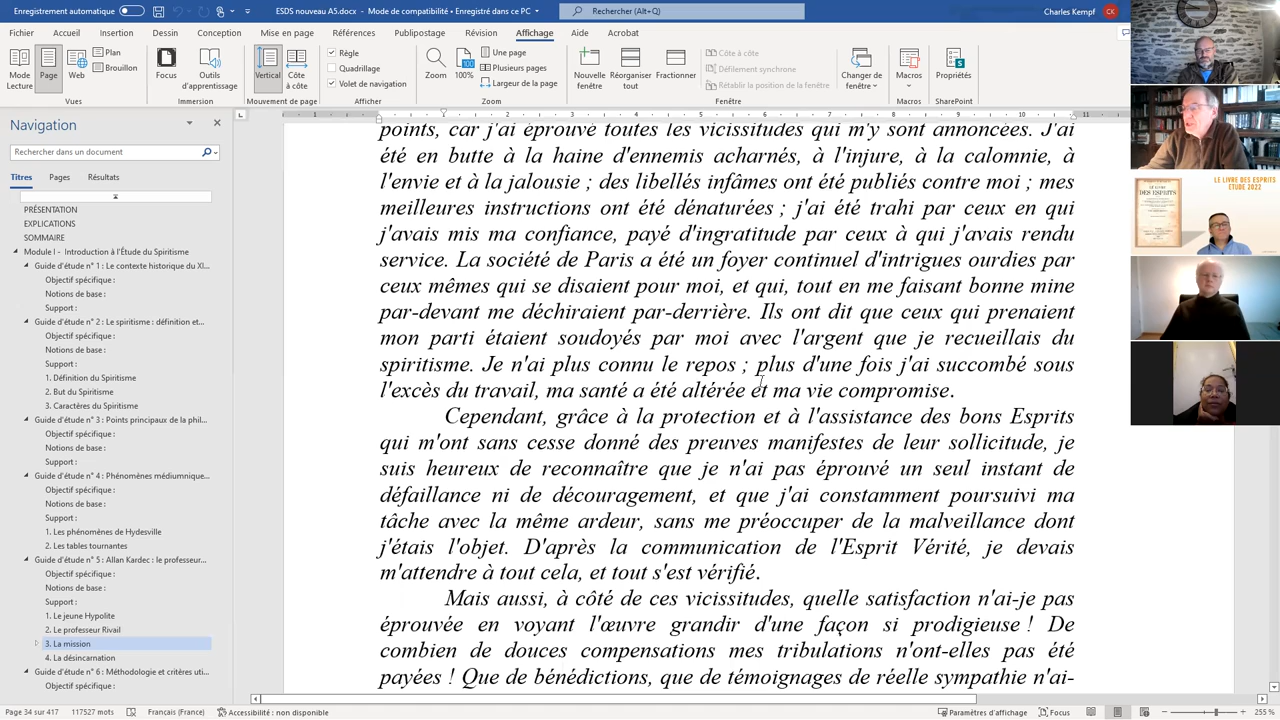 Enregistrement automatique
ESDS nouveau A5.docx - Mode de compatibilité • Enregistré dans ce PC
Rechercher (Alt+Q)
Charles Kempf
CK
Fichier Accueil Insertion Dessin Conception Mise en page Références Publipostage Révision Affichage Aide Acrobat
Mode Lecture
Page
Web
Plan
Brouillon
Vues
Focus
Outils d'apprentissage
Immersion
Vertical
Côte à côte
Mouvement de page
Règle
Quadrillage
Volet de navigation
Afficher
Zoom
100%
Une page
Plusieurs pages
Largeur de la page
Zoom
Nouvelle fenêtre
Réorganiser tout
Fractionner
Côte à côte
Défilement synchrone
Rétablir la position de la fenêtre
Fenêtre
Changer de fenêtre
Macros
Macros
Propriétés
SharePoint
Navigation
Rechercher dans un document
Titres Pages Résultats
PRÉSENTATION
EXPLICATIONS
SOMMAIRE
Module I - Introduction à l'Étude du Spiritisme
Guide d'étude n° 1 : Le contexte historique du XI...
Objectif spécifique :
Notions de base :
Support :
Guide d'étude n° 2 : Le spiritisme : définition et...
Objectif spécifique :
Notions de base :
Support :
1. Définition du Spiritisme
2. But du Spiritisme
3. Caractères du Spiritisme
Guide d'étude n° 3 : Points principaux de la phil...
Objectif spécifique :
Notions de base :
Support :
Guide d'étude n° 4 : Phénomènes médiumnique...
Objectif spécifique :
Notions de base :
Support :
1. Les phénomènes de Hydesville
2. Les tables tournantes
Guide d'étude n° 5 : Allan Kardec : le professeur...
Objectif spécifique :
Notions de base :
Support :
1. Le jeune Hypolite
2. Le professeur Rivail
3. La mission
4. La désincarnation
Guide d'étude n° 6 : Méthodologie et critères uti...
Objectif spécifique :
points, car j'ai éprouvé toutes les vicissitudes qui m'y sont annoncées. J'ai
été en butte à la haine d'ennemis acharnés, à l'injure, à la calomnie, à
l'envie et à la jalousie ; des libellés infâmes ont été publiés contre moi ; mes
meilleures instructions ont été dénaturées ; j'ai été trahi par ceux en qui
j'avais mis ma confiance, payé d'ingratitude par ceux à qui j'avais rendu
service. La société de Paris a été un foyer continuel d'intrigues ourdies par
ceux mêmes qui se disaient pour moi, et qui, tout en me faisant bonne mine
par-devant me déchiraient par-derrière. Ils ont dit que ceux qui prenaient
mon parti étaient soudoyés par moi avec l'argent que je recueillais du
spiritisme. Je n'ai plus connu le repos ; plus d'une fois j'ai succombé sous
l'excès du travail, ma santé a été altérée et ma vie compromise.
Cependant, grâce à la protection et à l'assistance des bons Esprits
qui m'ont sans cesse donné des preuves manifestes de leur sollicitude, je
suis heureux de reconnaître que je n'ai pas éprouvé un seul instant de
défaillance ni de découragement, et que j'ai constamment poursuivi ma
tâche avec la même ardeur, sans me préoccuper de la malveillance dont
j'étais l'objet. D'après la communication de l'Esprit Vérité, je devais
m'attendre à tout cela, et tout s'est vérifié.
Mais aussi, à côté de ces vicissitudes, quelle satisfaction n'ai-je pas
éprouvée en voyant l'œuvre grandir d'une façon si prodigieuse ! De
combien de douces compensations mes tribulations n'ont-elles pas été
payées ! Que de bénédictions, que de témoignages de réelle sympathie n'ai-
LE LIVRE DES ESPRITS
ETUDE 2022
Page 34 sur 417 117527 mots Français (France) Accessibilité : non disponible
Paramètres d'affichage Focus 255 %